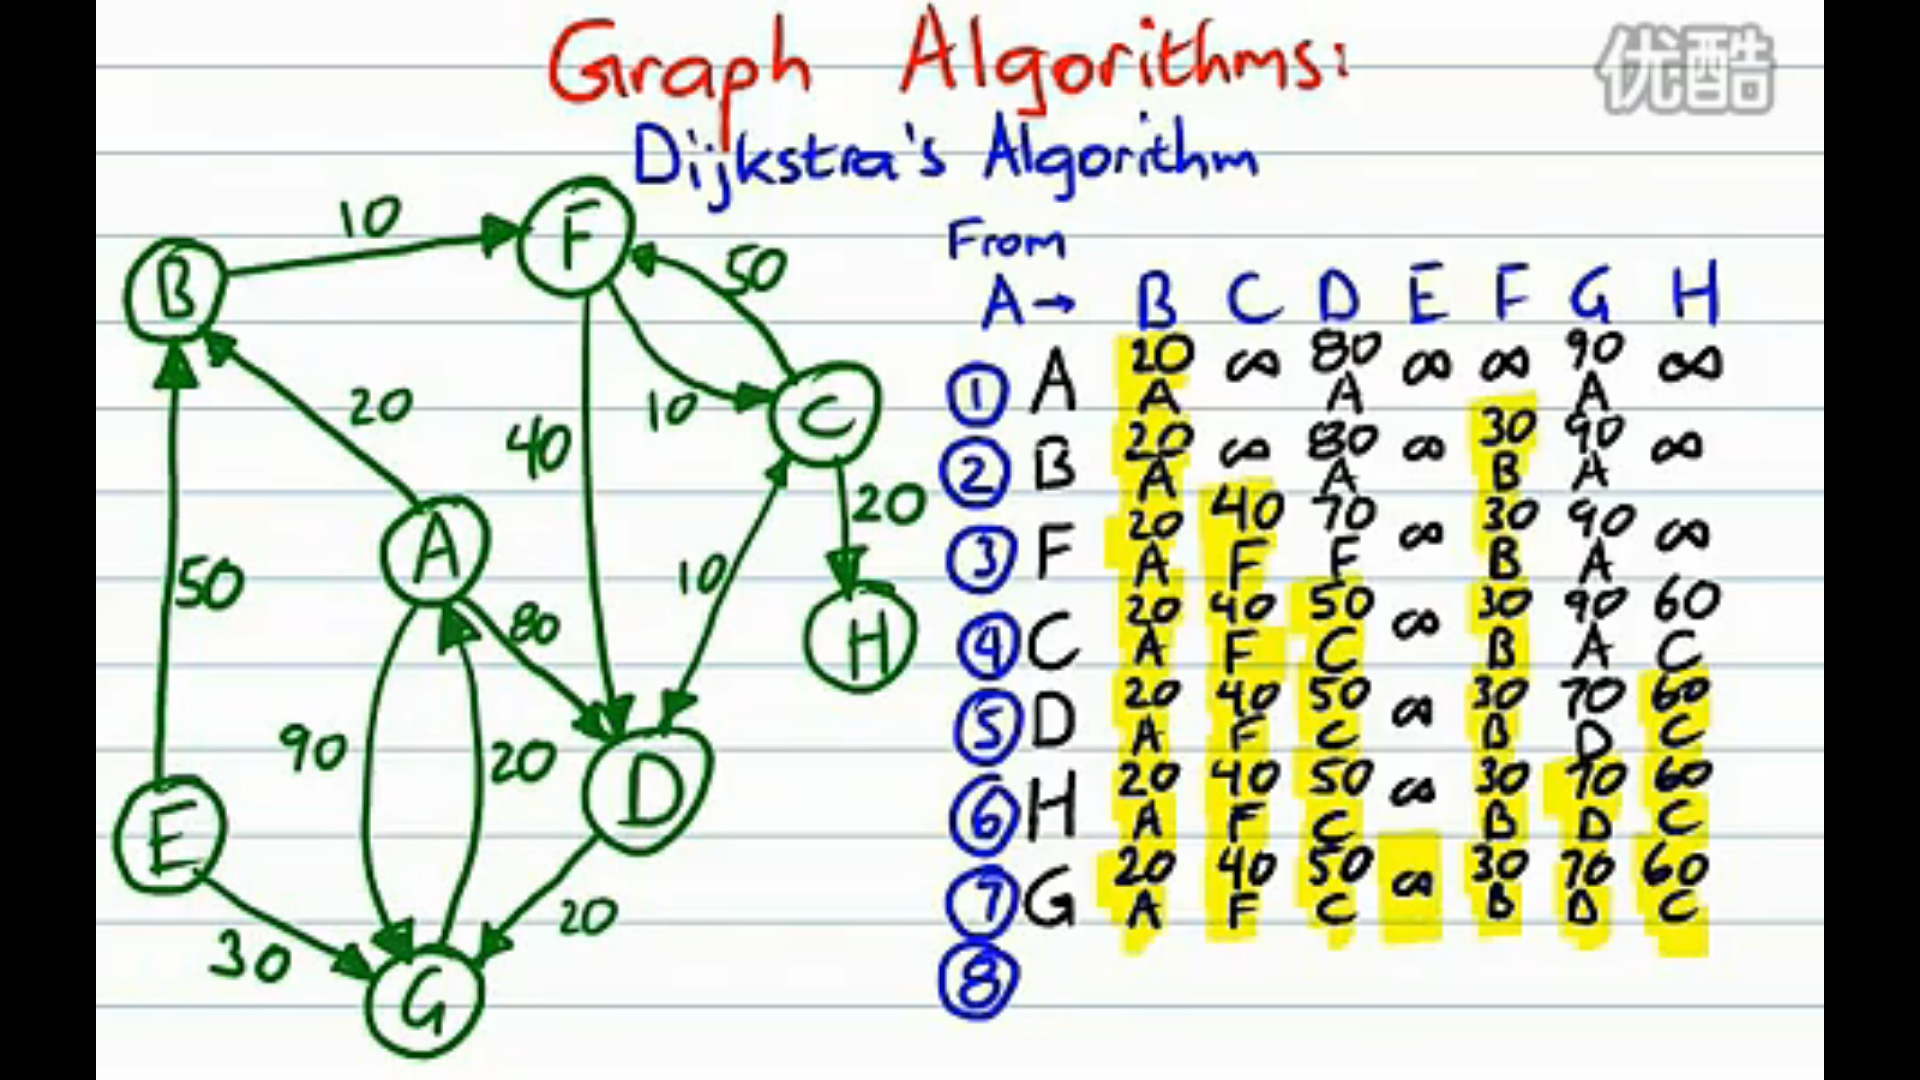 Graph Algorithms:
优酷
Dijkstra's Algorithm
From
A→ B C D E F G H
① A 20 ∞ 80 ∞ ∞ 90 ∞
A A A
② B 20 ∞ 80 ∞ 30 90 ∞
A A B A
③ F 20 40 70 ∞ 30 90 ∞
A F F B A
④ C 20 40 50 ∞ 30 90 60
A F C B A C
⑤ D 20 40 50 ∞ 30 70 60
A F C B D C
⑥ H 20 40 50 ∞ 30 70 60
A F C B D C
⑦ G 20 40 50 ∞ 30 70 60
A F C B D C
⑧
10
F
50
B
20
10
C
40
20
A
50
10
80
H
90
20
D
E
20
30
G